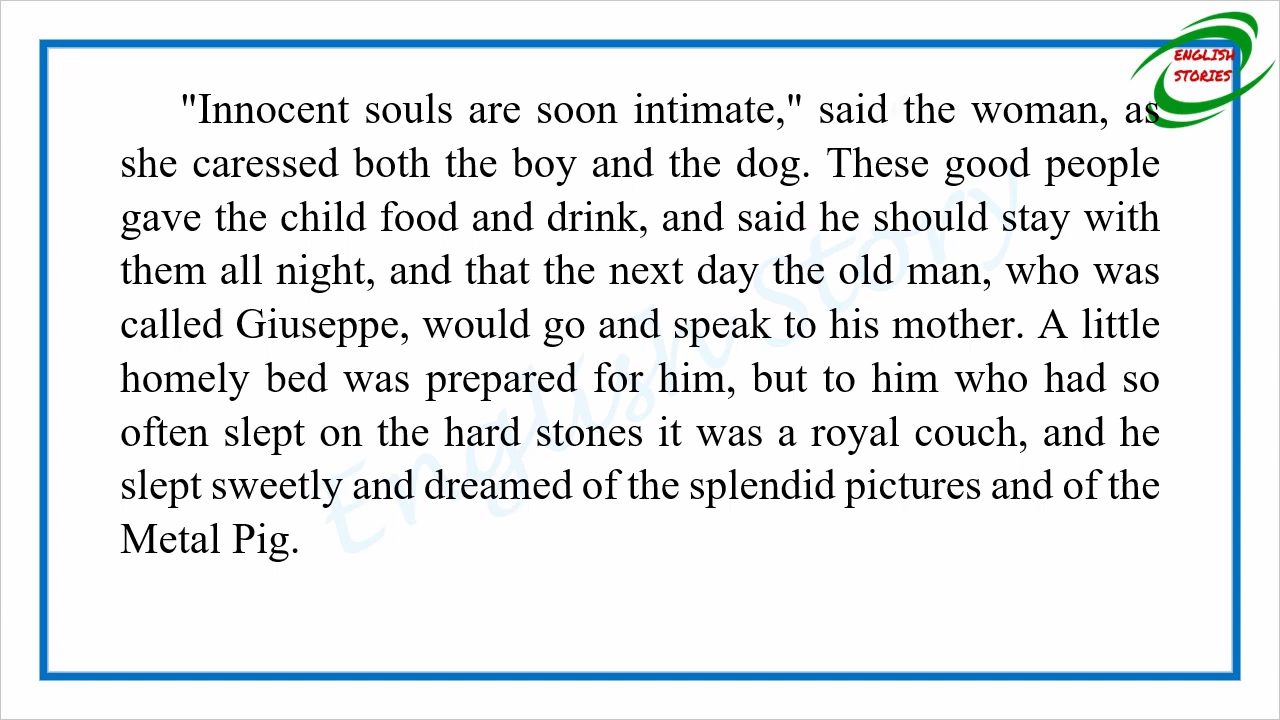 ENGLISH
STORIES
"Innocent souls are soon intimate," said the woman, as
she caressed both the boy and the dog. These good people
gave the child food and drink, and said he should stay with
them all night, and that the next day the old man, who was
called Giuseppe, would go and speak to his mother. A little
homely bed was prepared for him, but to him who had so
often slept on the hard stones it was a royal couch, and he
slept sweetly and dreamed of the splendid pictures and of the
Metal Pig.
English Story